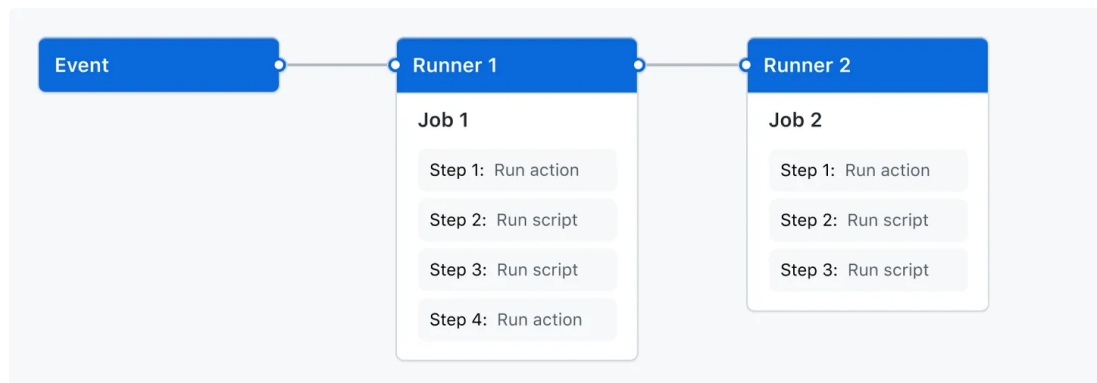 Event
Runner 1
Job 1
Step 1: Run action
Step 2: Run script
Step 3: Run script
Step 4: Run action
Runner 2
Job 2
Step 1: Run action
Step 2: Run script
Step 3: Run script